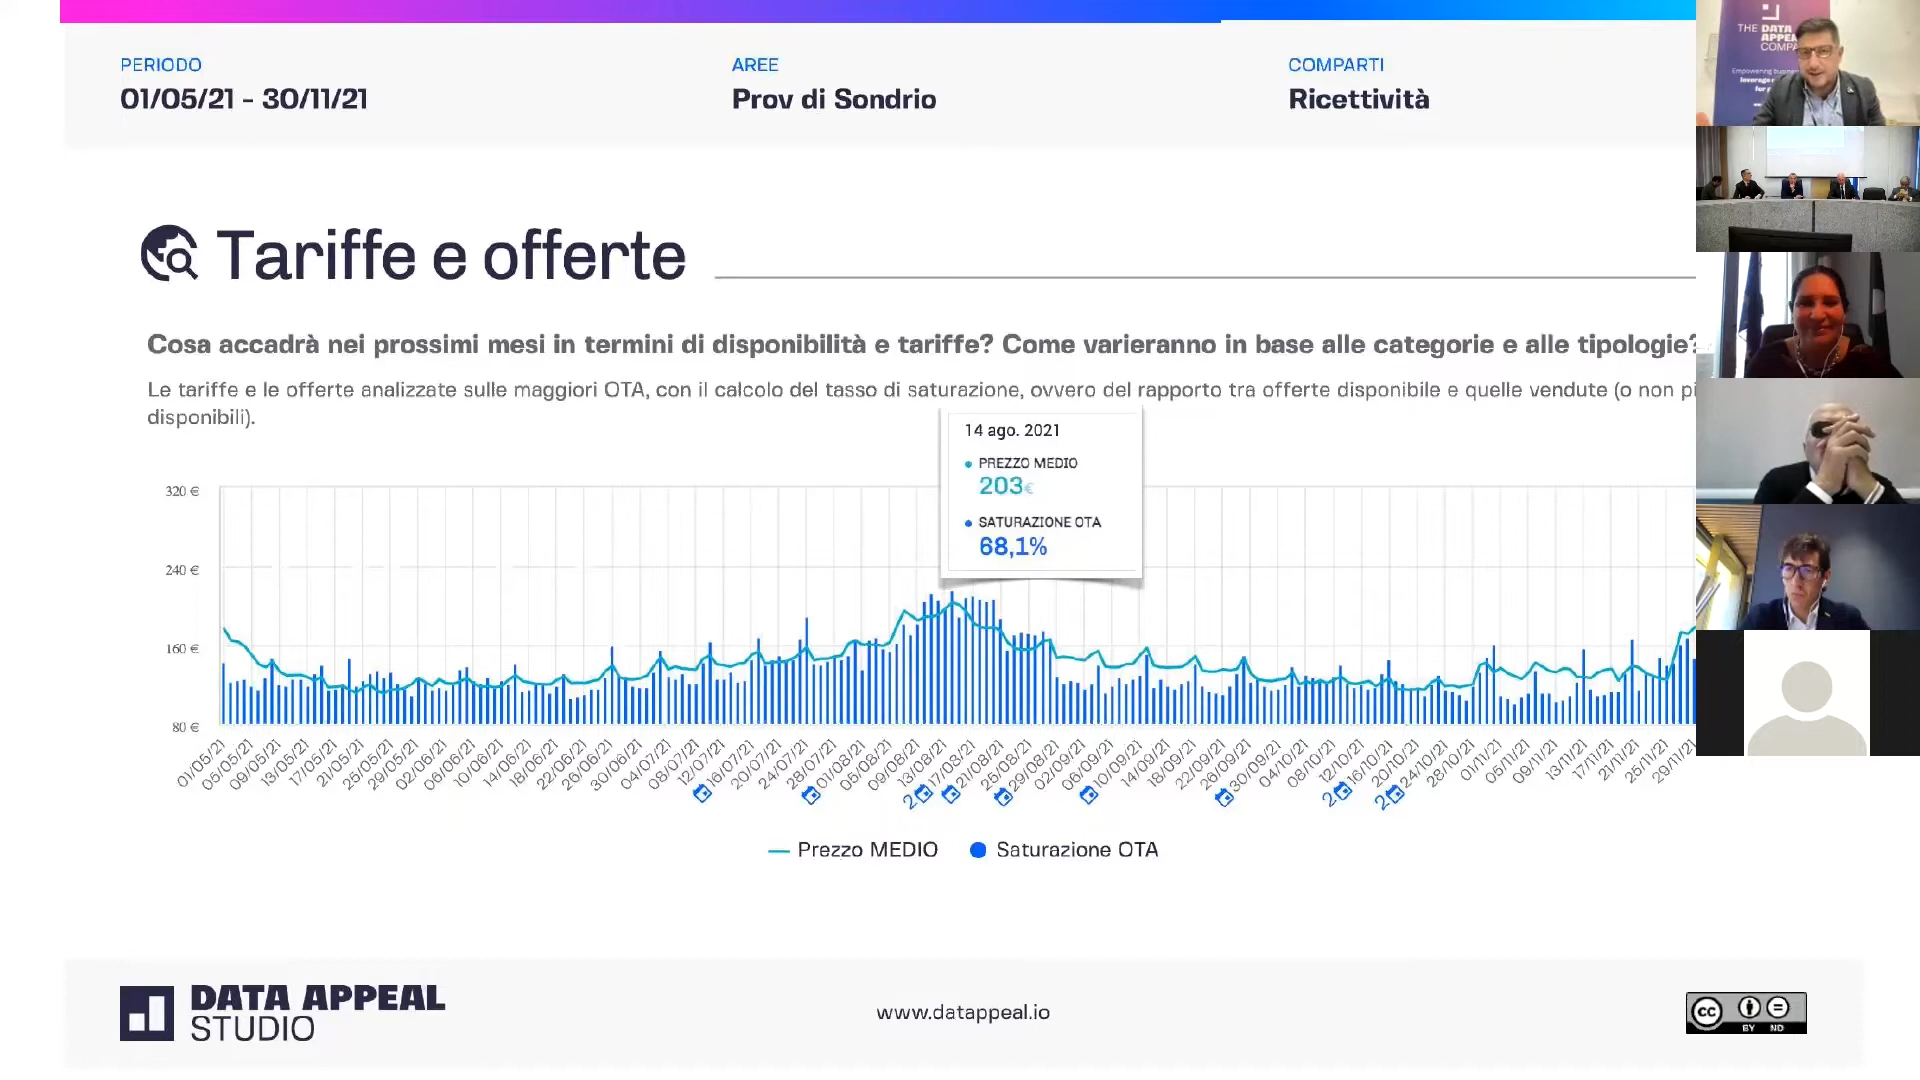 PERIODO
01/05/21 - 30/11/21
AREE
Prov di Sondrio
COMPARTI
Ricettività
THE DATA
COMP
Empowering
Tariffe e offerte
Cosa accadrà nei prossimi mesi in termini di disponibilità e tariffe? Come varieranno in base alle categorie e alle tipologie?
Le tariffe e le offerte analizzate sulle maggiori OTA, con il calcolo del tasso di saturazione, ovvero del rapporto tra offerte disponibile e quelle vendute (o non pi
disponibili).
14 ago. 2021
PREZZO MEDIO
203€
SATURAZIONE OTA
68,1%
320 €
240 €
160 €
80 €
01/05/21
05/05/21
09/05/21
13/05/21
17/05/21
21/05/21
25/05/21
29/05/21
02/06/21
06/06/21
10/06/21
14/06/21
18/06/21
22/06/21
26/06/21
30/06/21
04/07/21
08/07/21
12/07/21
16/07/21
20/07/21
24/07/21
28/07/21
01/08/21
05/08/21
09/08/21
13/08/21
17/08/21
21/08/21
25/08/21
29/08/21
02/09/21
06/09/21
10/09/21
14/09/21
18/09/21
22/09/21
26/09/21
30/09/21
04/10/21
08/10/21
12/10/21
16/10/21
20/10/21
24/10/21
28/10/21
01/11/21
05/11/21
09/11/21
13/11/21
17/11/21
21/11/21
25/11/21
29/11/21
2
2
2
Prezzo MEDIO
Saturazione OTA
DATA APPEAL
STUDIO
www.datappeal.io
cc
BY ND